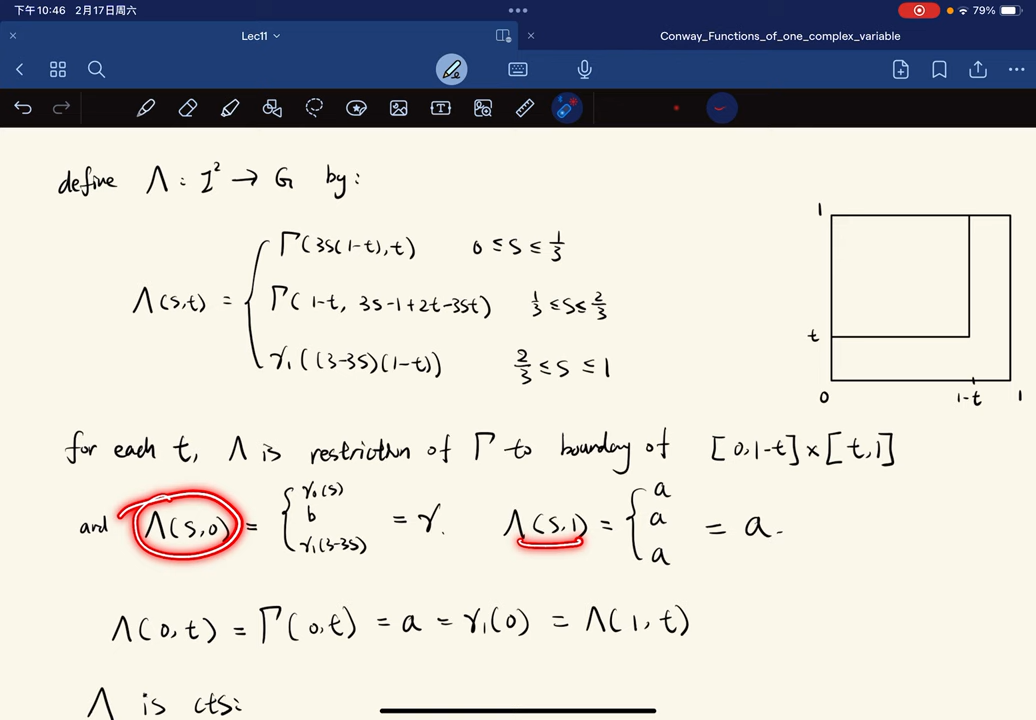 下午10:46 2月17日周六
79%
Lec11
Conway_Functions_of_one_complex_variable
define Λ : I² → G by:
Λ(s,t) = { Γ(3s(1-t),t) 0 ≤ s ≤ 1/3
Γ(1-t, 3s-1+2t-3st) 1/3 ≤ s ≤ 2/3
γ₁((3-3s)(1-t)) 2/3 ≤ s ≤ 1
1
t
0 1-t 1
for each t, Λ is restriction of Γ to boundary of [0,1-t]×[t,1]
and Λ(s,0) = { γ₀(s) b γ₁(3-3s) = γ. Λ(s,1) = { a a a = a.
Λ(0,t) = Γ(0,t) = a = γ₁(0) = Λ(1,t)
Λ is cts: